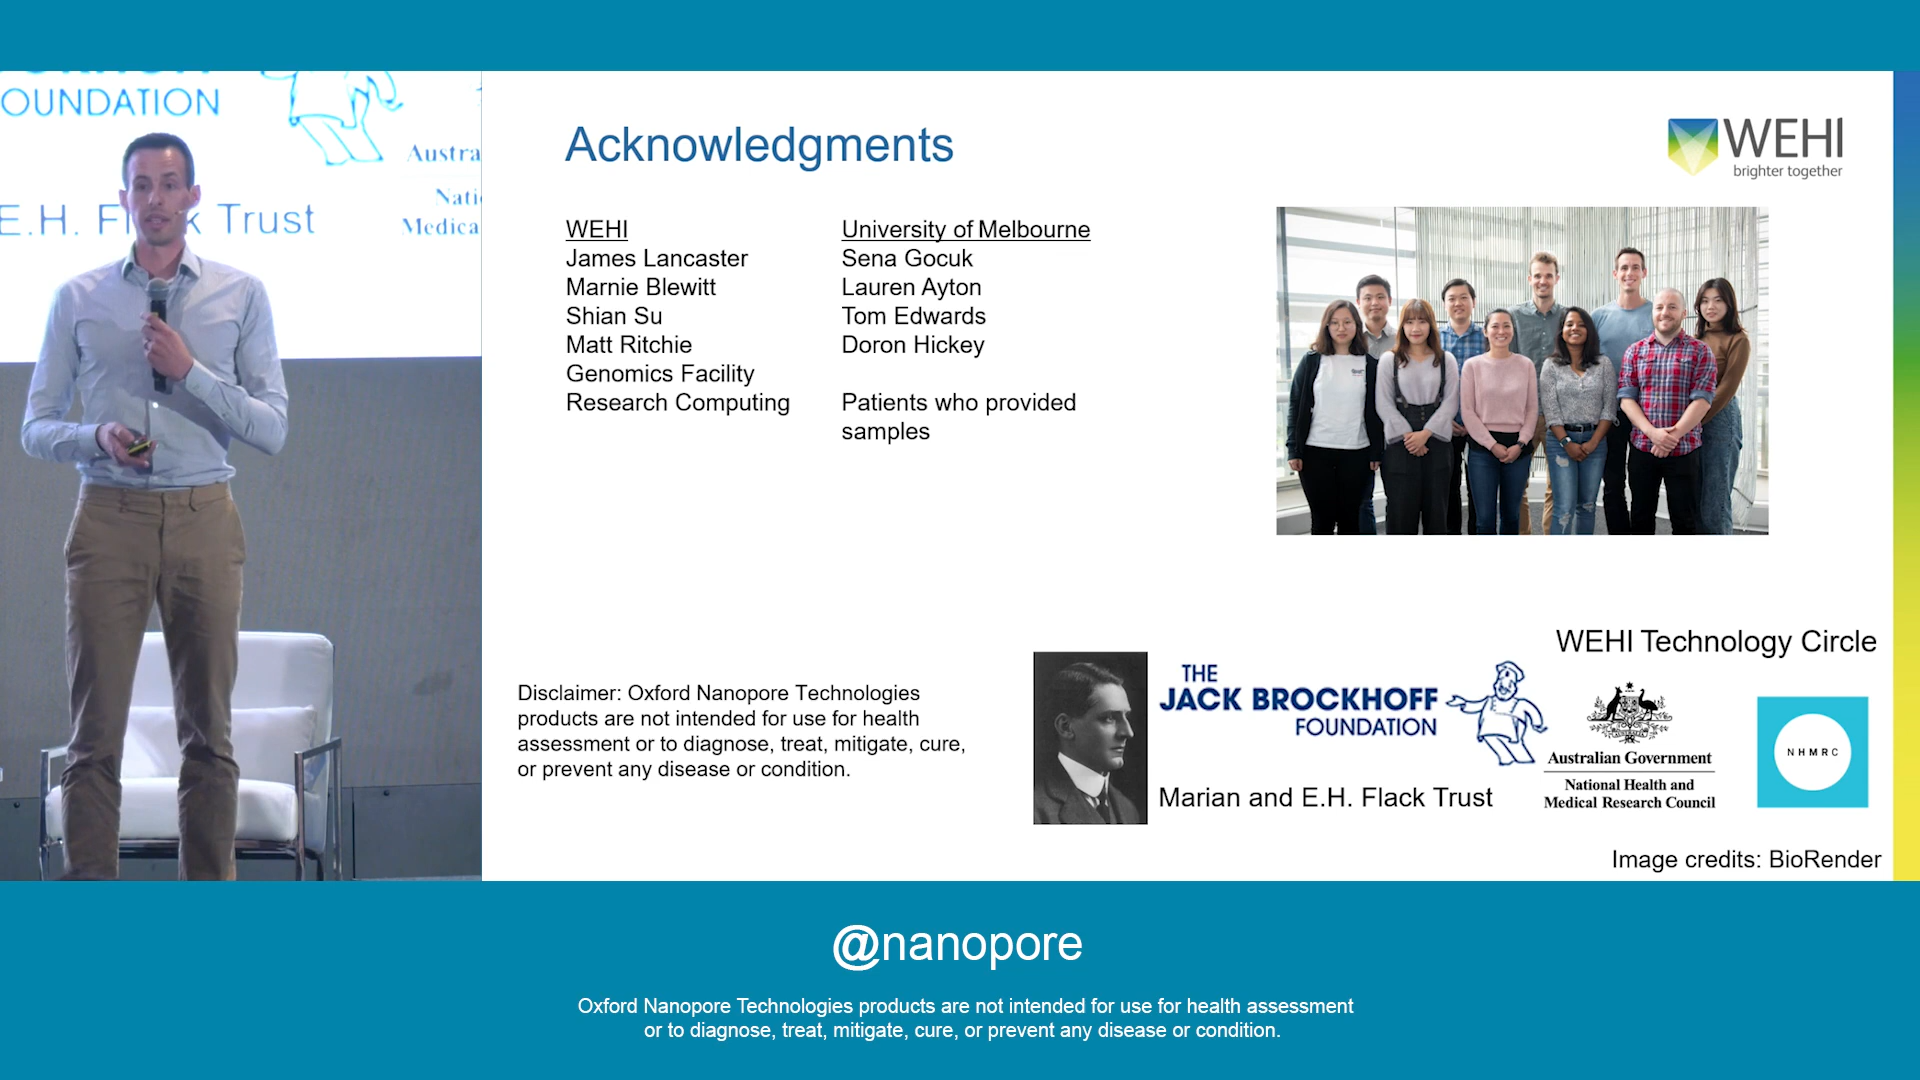 OUNDATION
Austra
Nati
Medica
E.H. Fl k Trust
Acknowledgments
WEHI
brighter together
WEHI
James Lancaster
Marnie Blewitt
Shian Su
Matt Ritchie
Genomics Facility
Research Computing
University of Melbourne
Sena Gocuk
Lauren Ayton
Tom Edwards
Doron Hickey
Patients who provided
samples
Disclaimer: Oxford Nanopore Technologies
products are not intended for use for health
assessment or to diagnose, treat, mitigate, cure,
or prevent any disease or condition.
THE
JACK BROCKHOFF
FOUNDATION
Marian and E.H. Flack Trust
WEHI Technology Circle
Australian Government
National Health and
Medical Research Council
NHMRC
Image credits: BioRender
@nanopore
Oxford Nanopore Technologies products are not intended for use for health assessment
or to diagnose, treat, mitigate, cure, or prevent any disease or condition.